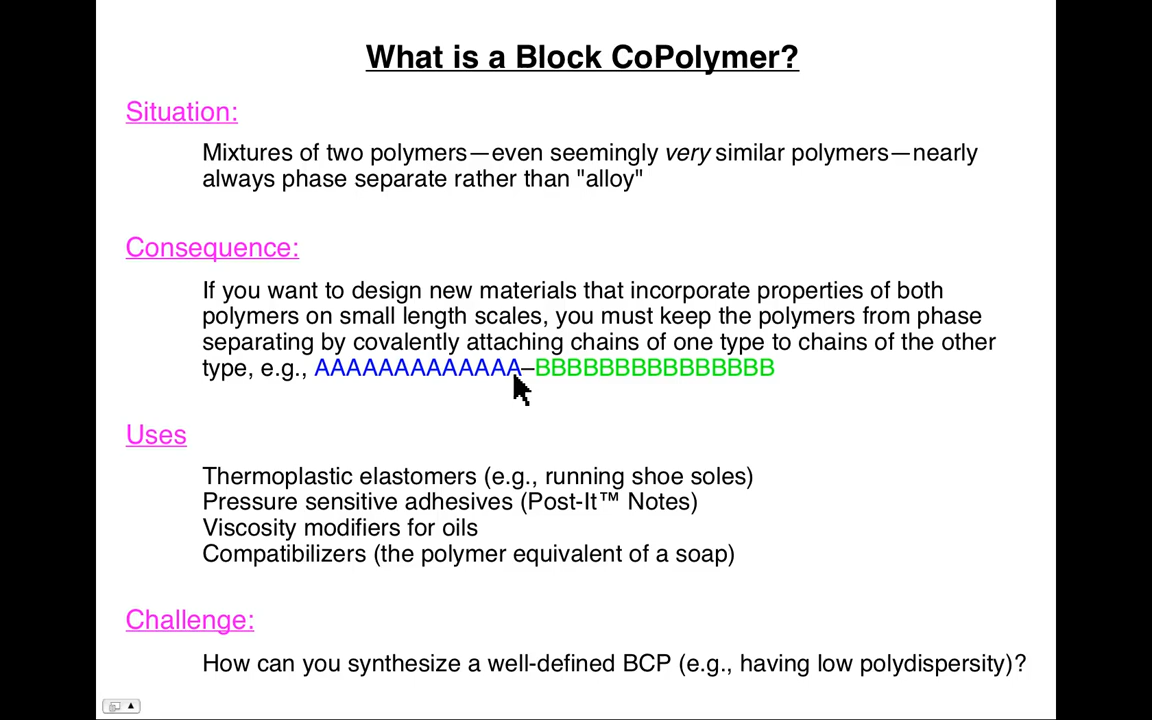 What is a Block CoPolymer?
Situation:
Mixtures of two polymers—even seemingly very similar polymers—nearly
always phase separate rather than "alloy"
Consequence:
If you want to design new materials that incorporate properties of both
polymers on small length scales, you must keep the polymers from phase
separating by covalently attaching chains of one type to chains of the other
type, e.g., AAAAAAAAAAAAA–BBBBBBBBBBBBBBB
Uses
Thermoplastic elastomers (e.g., running shoe soles)
Pressure sensitive adhesives (Post-It™ Notes)
Viscosity modifiers for oils
Compatibilizers (the polymer equivalent of a soap)
Challenge:
How can you synthesize a well-defined BCP (e.g., having low polydispersity)?